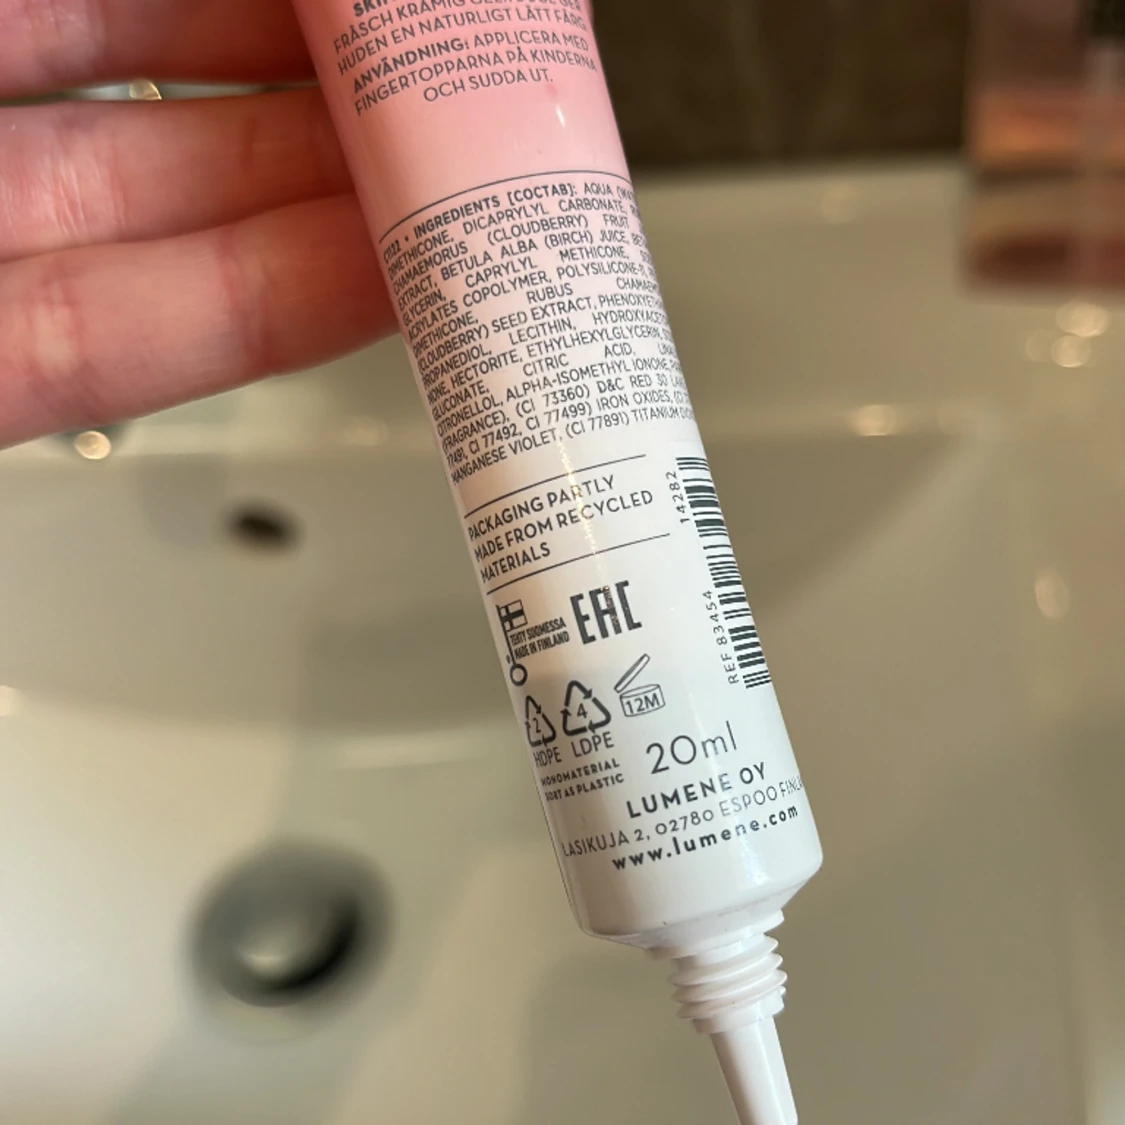 FRÄSCH KRÄMIG
HUDEN EN NATURLIGT LÄTT FÄRG.
ANVÄNDNING: APPLICERA MED
FINGERTOPPARNA PÅ KINDERNA
OCH SUDDA UT.
C1122 • INGREDIENTS [СОСТАВ]: AQUA
DIMETHICONE, DICAPRYLYL CARBONATE,
CHAMAEMORUS (CLOUDBERRY) FRUIT
EXTRACT, BETULA ALBA (BIRCH) JUICE,
GLYCERIN, CAPRYLYL METHICONE,
ACRYLATES COPOLYMER, POLYSILICONE-11,
DIMETHICONE, RUBUS
(CLOUDBERRY) SEED EXTRACT,
PROPANEDIOL, LECITHIN,
HECTORITE, ETHYLHEXYLGLYCERIN,
GLUCONATE, CITRIC ACID,
CITRONELLOL, ALPHA-ISOMETHYL IONONE,
(FRAGRANCE), (CI 73360) D&C RED 30
77491, CI 77492, CI 77499) IRON OXIDES,
MANGANESE VIOLET, (CI 77891) TITANIUM
PACKAGING PARTLY
MADE FROM RECYCLED
MATERIALS
14282
REF 83454
TEHTY SUOMESSA
MADE IN FINLAND
EAC
2
4
12M
HDPE LDPE
MONOMATERIAL
SORT AS PLASTIC
20ml
LUMENE OY
LASIKUJA 2, 02780 ESPOO
www.lumene.com